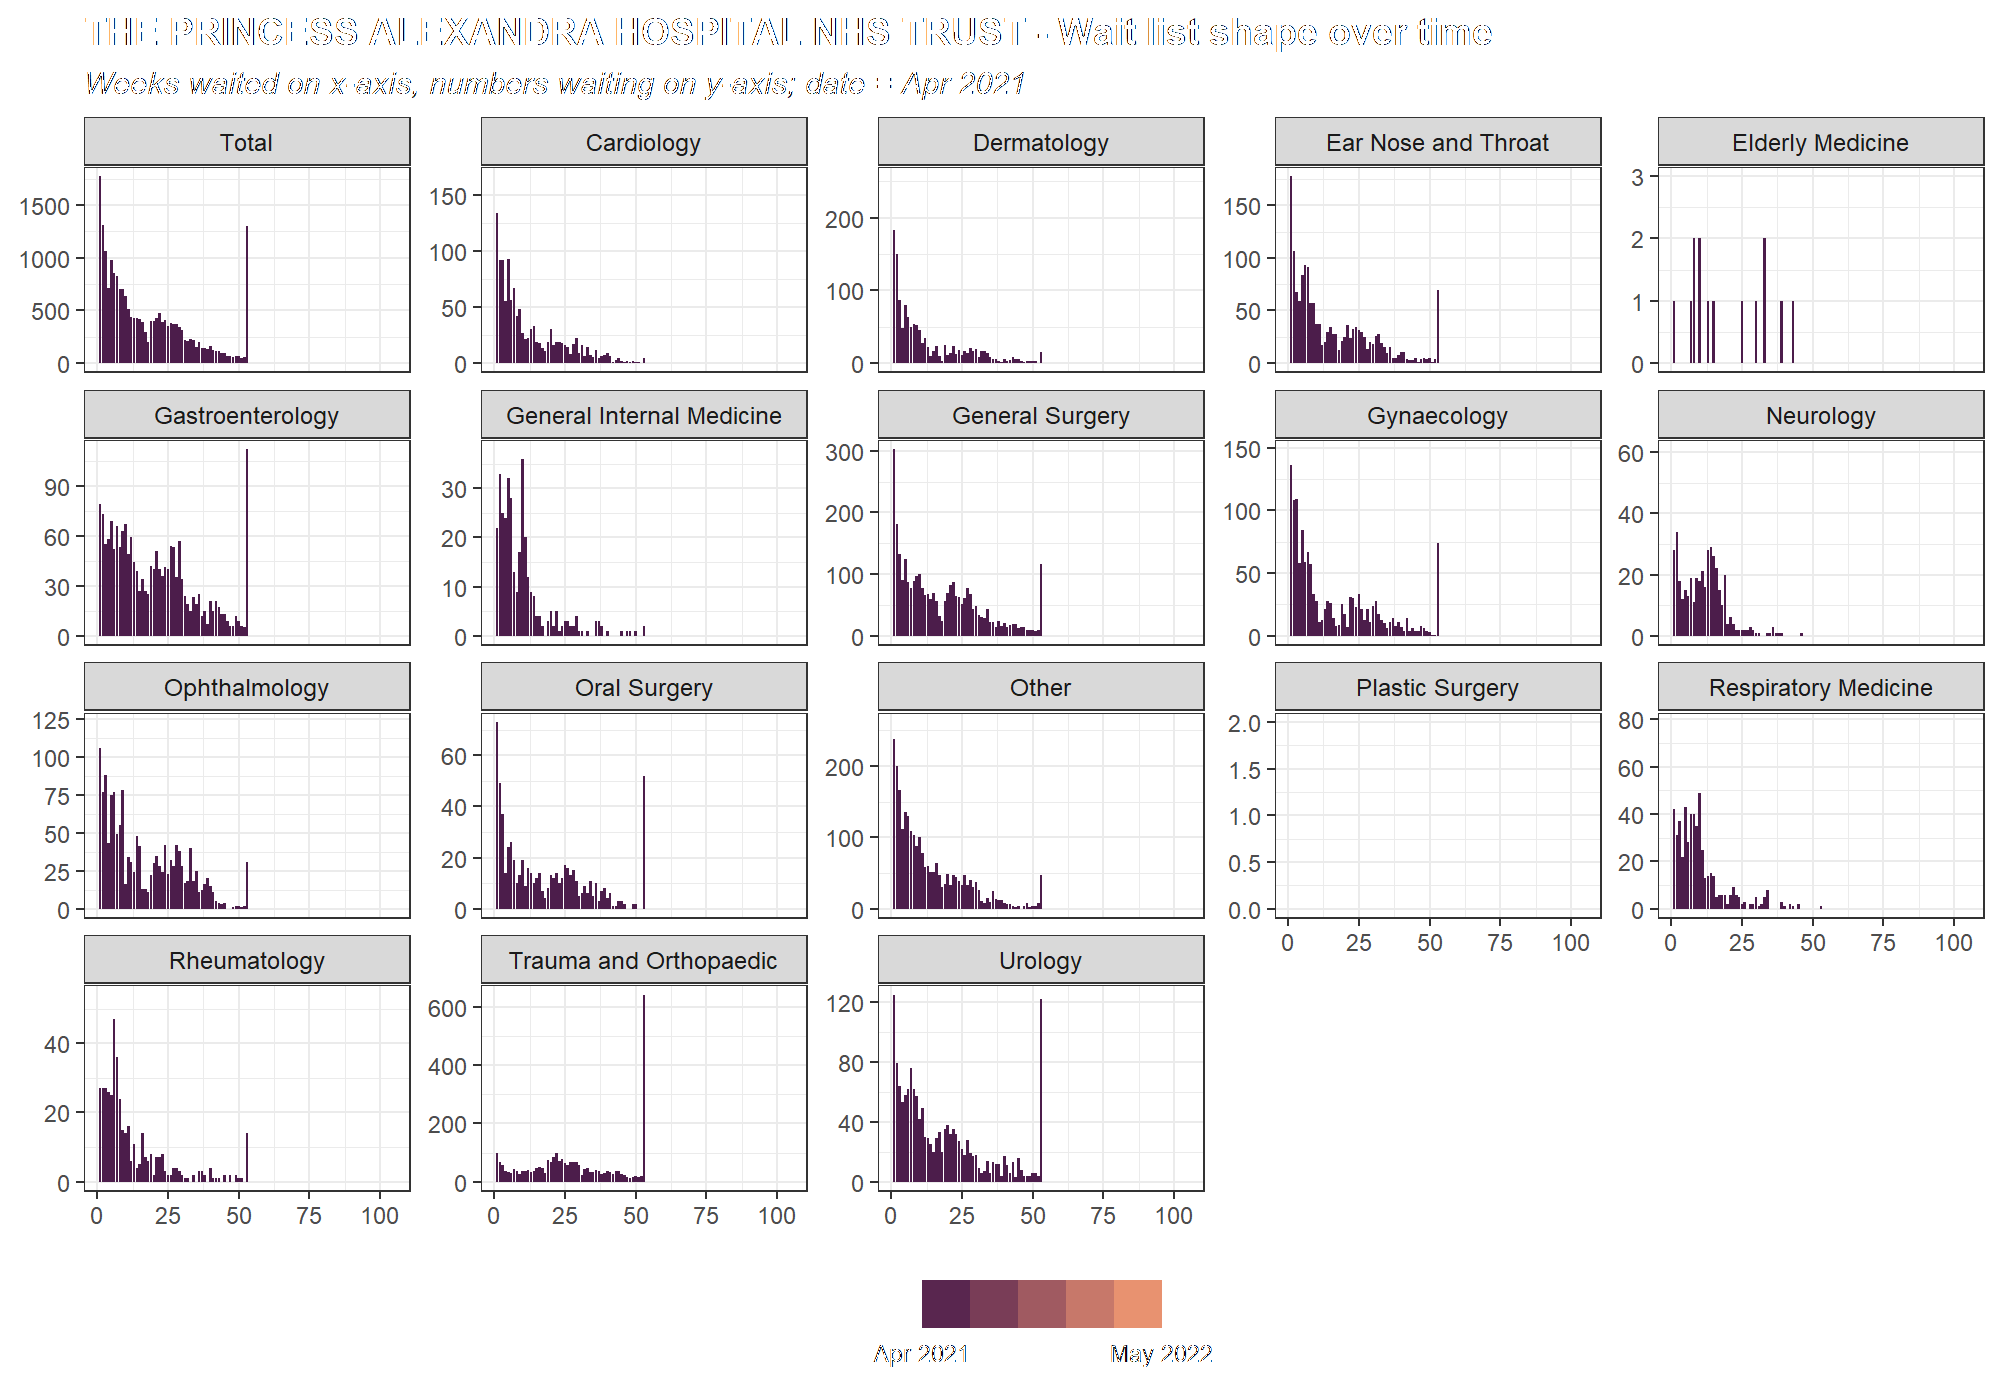 THE PRINCESS ALEXANDRA HOSPITAL NHS TRUST - Wait list shape over time
Weeks waited on x-axis, numbers waiting on y-axis; date = Apr 2021
Total
Cardiology
Dermatology
Ear Nose and Throat
Elderly Medicine
1500
1000
500
0
150
100
50
0
200
100
0
150
100
50
0
3
2
1
0
Gastroenterology
General Internal Medicine
General Surgery
Gynaecology
Neurology
90
60
30
0
30
20
10
0
300
200
100
0
150
100
50
0
60
40
20
0
Ophthalmology
Oral Surgery
Other
Plastic Surgery
Respiratory Medicine
125
100
75
50
25
0
60
40
20
0
200
100
0
2.0
1.5
1.0
0.5
0.0
80
60
40
20
0
0 25 50 75 100
0 25 50 75 100
Rheumatology
Trauma and Orthopaedic
Urology
40
20
0
600
400
200
0
120
80
40
0
0 25 50 75 100
0 25 50 75 100
0 25 50 75 100
Apr 2021
May 2022